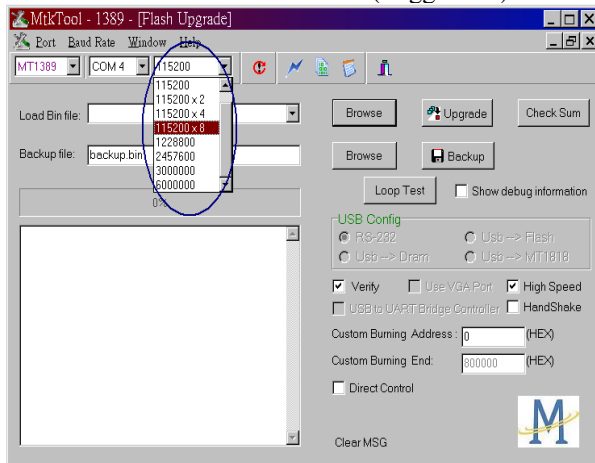 MtkTool - 1389 - [Flash Upgrade]
Port Baud Rate Window Help
MT1389 COM 4 115200
115200
115200 x 2
115200 x 4
115200 x 8
1228800
2457600
3000000
6000000
Load Bin file:
Browse Upgrade Check Sum
Backup file: backup.bin
Browse Backup
Loop Test Show debug information
0%
USB Config
RS-232 Usb --> Flash
Usb --> Dram Usb --> MT1818
Verify Use VGA Port High Speed
USB to UART Bridge Controller HandShake
Custom Burning Address : 0 (HEX)
Custom Burning End: 800000 (HEX)
Direct Control
M
Clear MSG